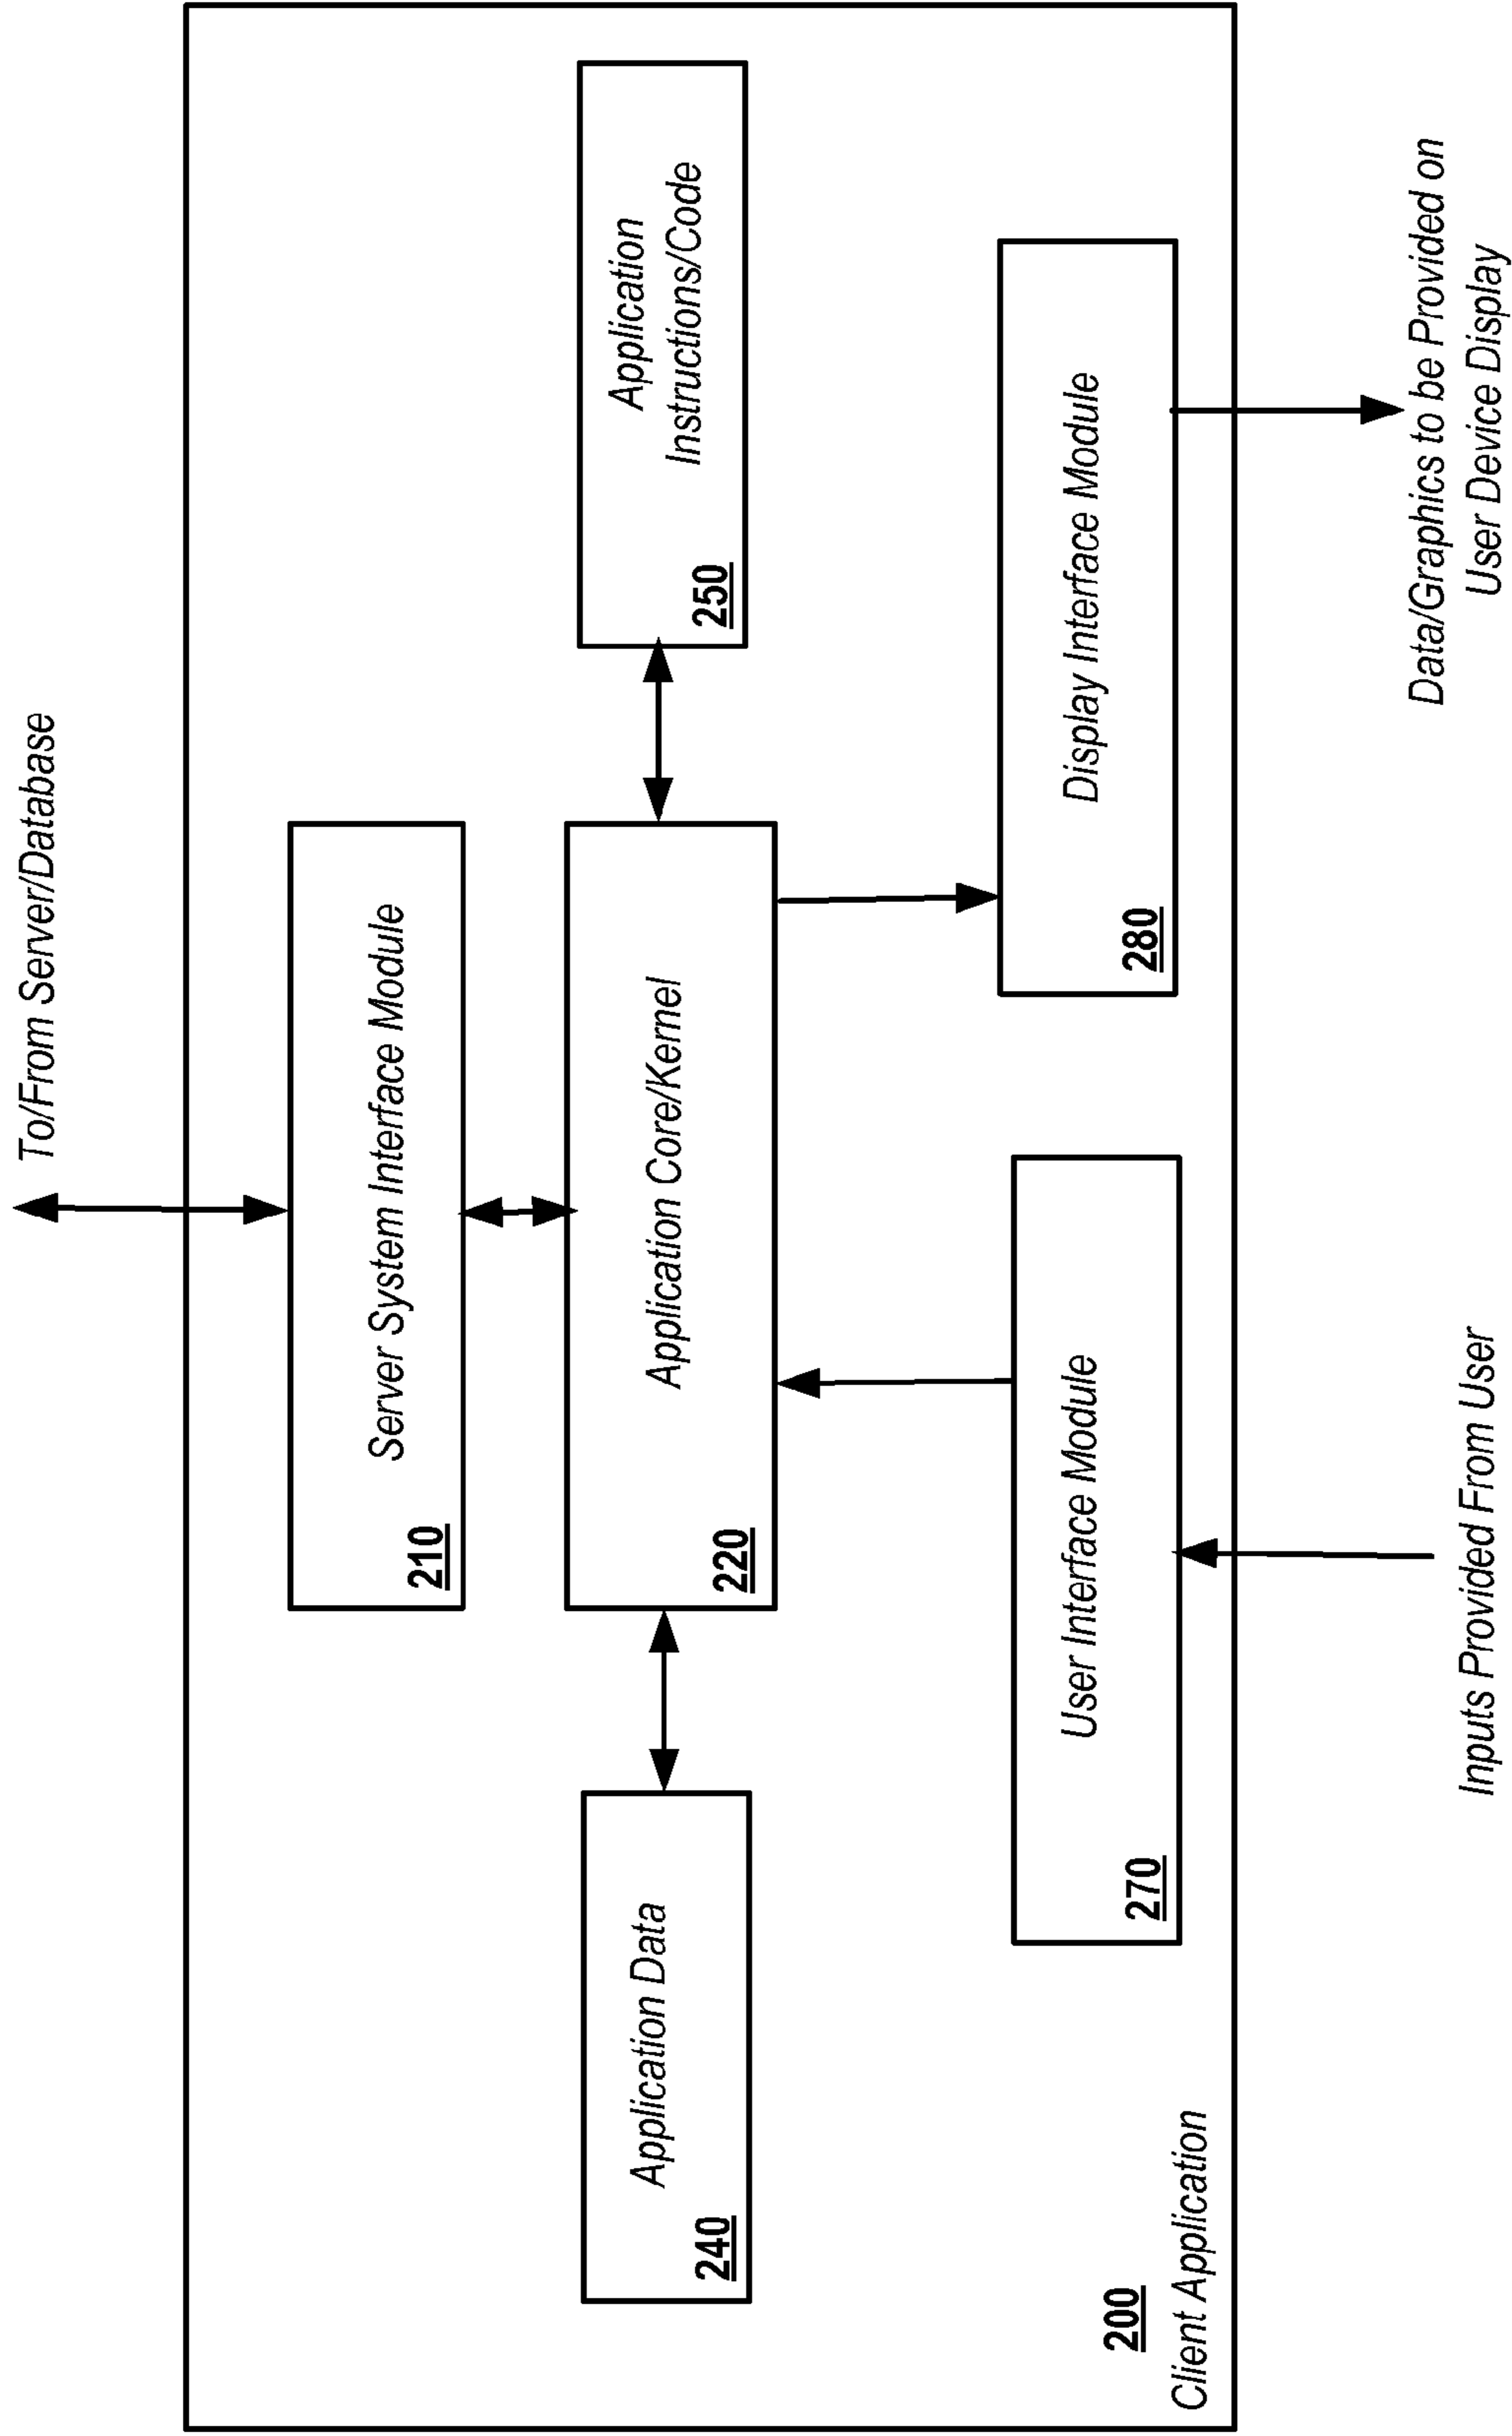 To/From Server/Database
Server System Interface Module
210
Application Data
240
Application Core/Kernel
220
Application
Instructions/Code
250
User Interface Module
270
Display Interface Module
280
200
Client Application
Inputs Provided From User
Data/Graphics to be Provided on
User Device Display